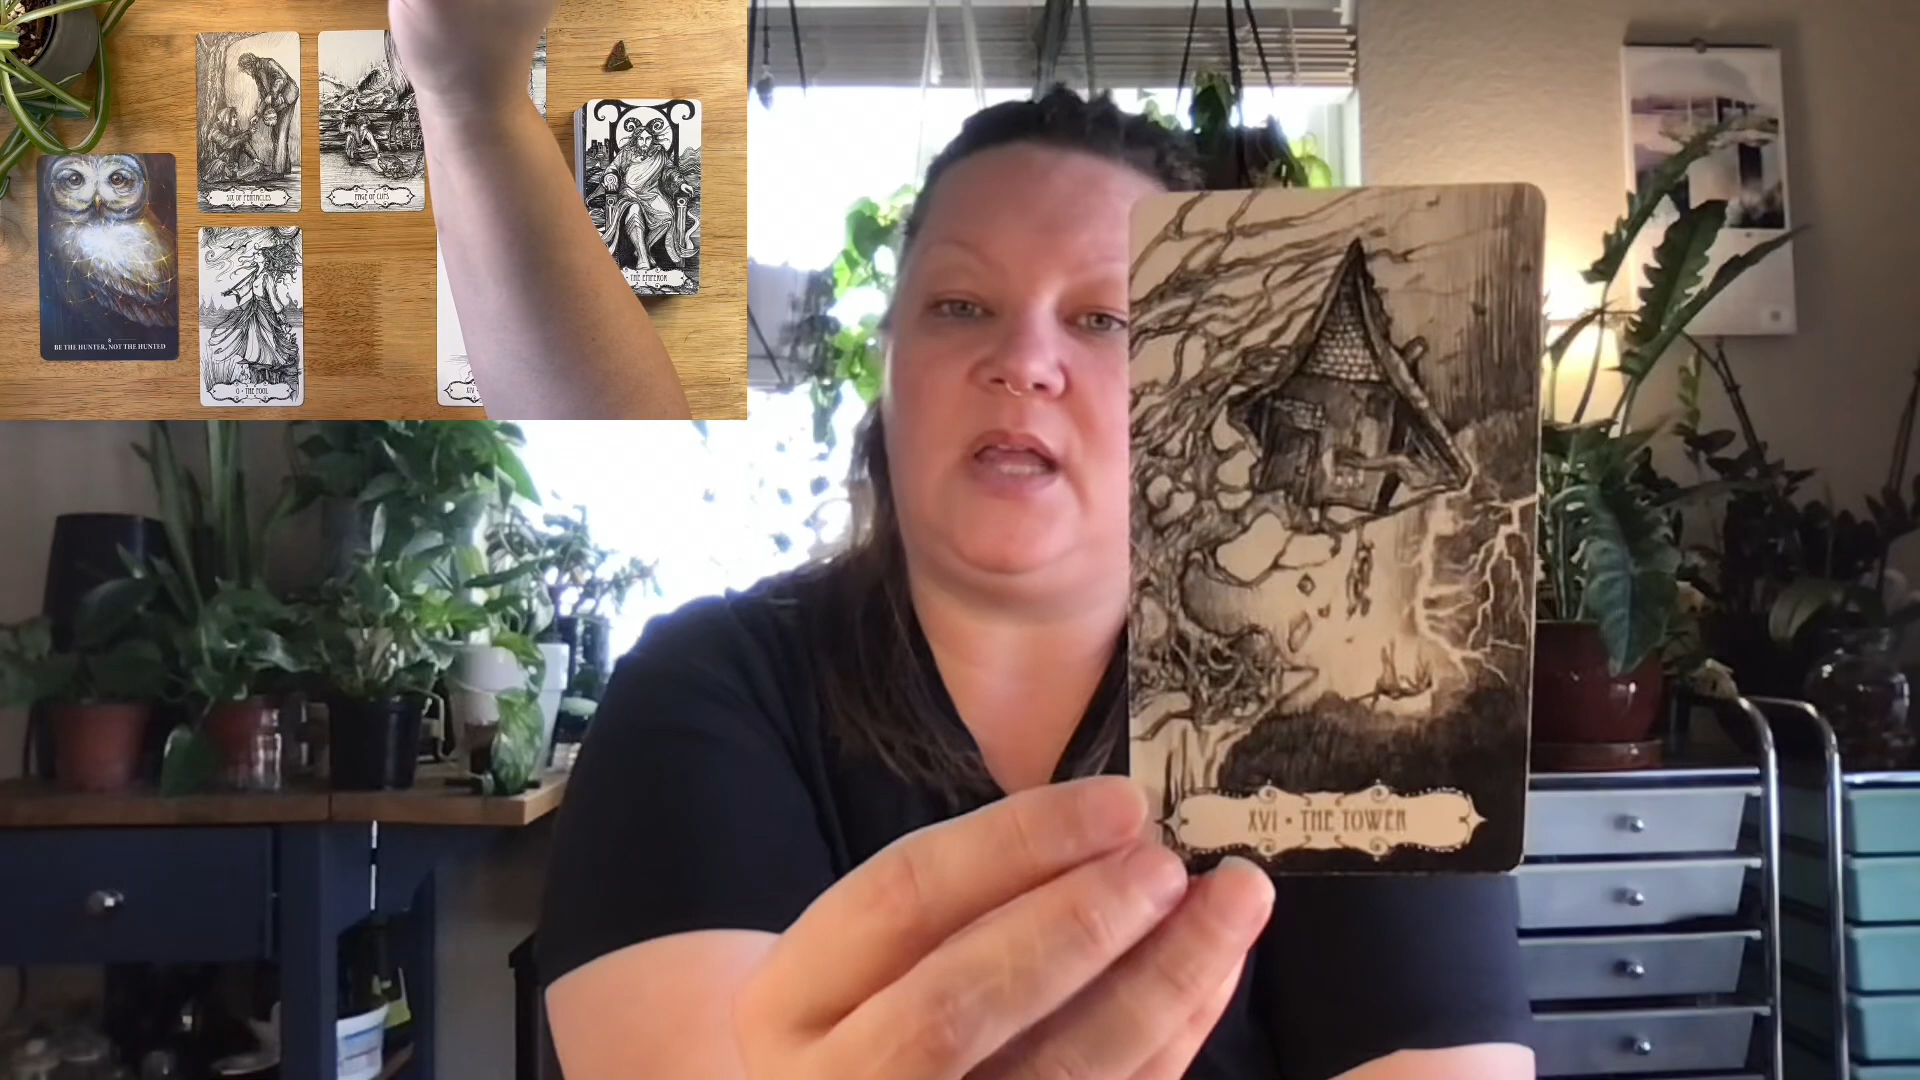 SIX OF PENTACLES
PAGE OF CUPS
THE EMPEROR
8
BE THE HUNTER, NOT THE HUNTED
0 • THE FOOL
XVI • THE TOWER